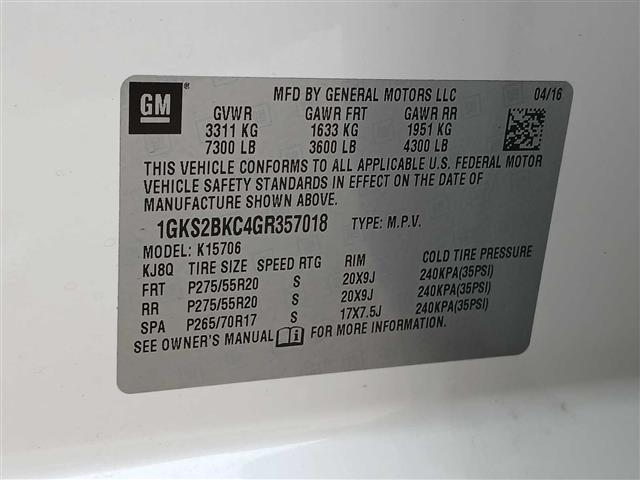 GM ® MFD BY GENERAL MOTORS LLC 04/16
GVWR GAWR FRT GAWR RR
3311 KG 1633 KG 1951 KG
7300 LB 3600 LB 4300 LB
THIS VEHICLE CONFORMS TO ALL APPLICABLE U.S. FEDERAL MOTOR
VEHICLE SAFETY STANDARDS IN EFFECT ON THE DATE OF
MANUFACTURE SHOWN ABOVE.
1GKS2BKC4GR357018 TYPE: M.P.V.
MODEL: K15706
KJ8Q TIRE SIZE SPEED RTG RIM COLD TIRE PRESSURE
FRT P275/55R20 S 20X9J 240KPA(35PSI)
RR P275/55R20 S 20X9J 240KPA(35PSI)
SPA P265/70R17 S 17X7.5J 240KPA(35PSI)
SEE OWNER'S MANUAL FOR MORE INFORMATION.